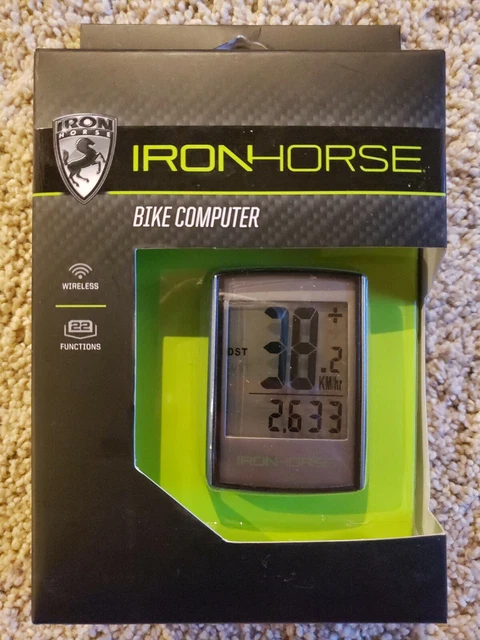 IRON
HORSE
IRONHORSE
BIKE COMPUTER
WIRELESS
22
FUNCTIONS
38.2 +
DST
KM/hr
2.633
IRONHORSE